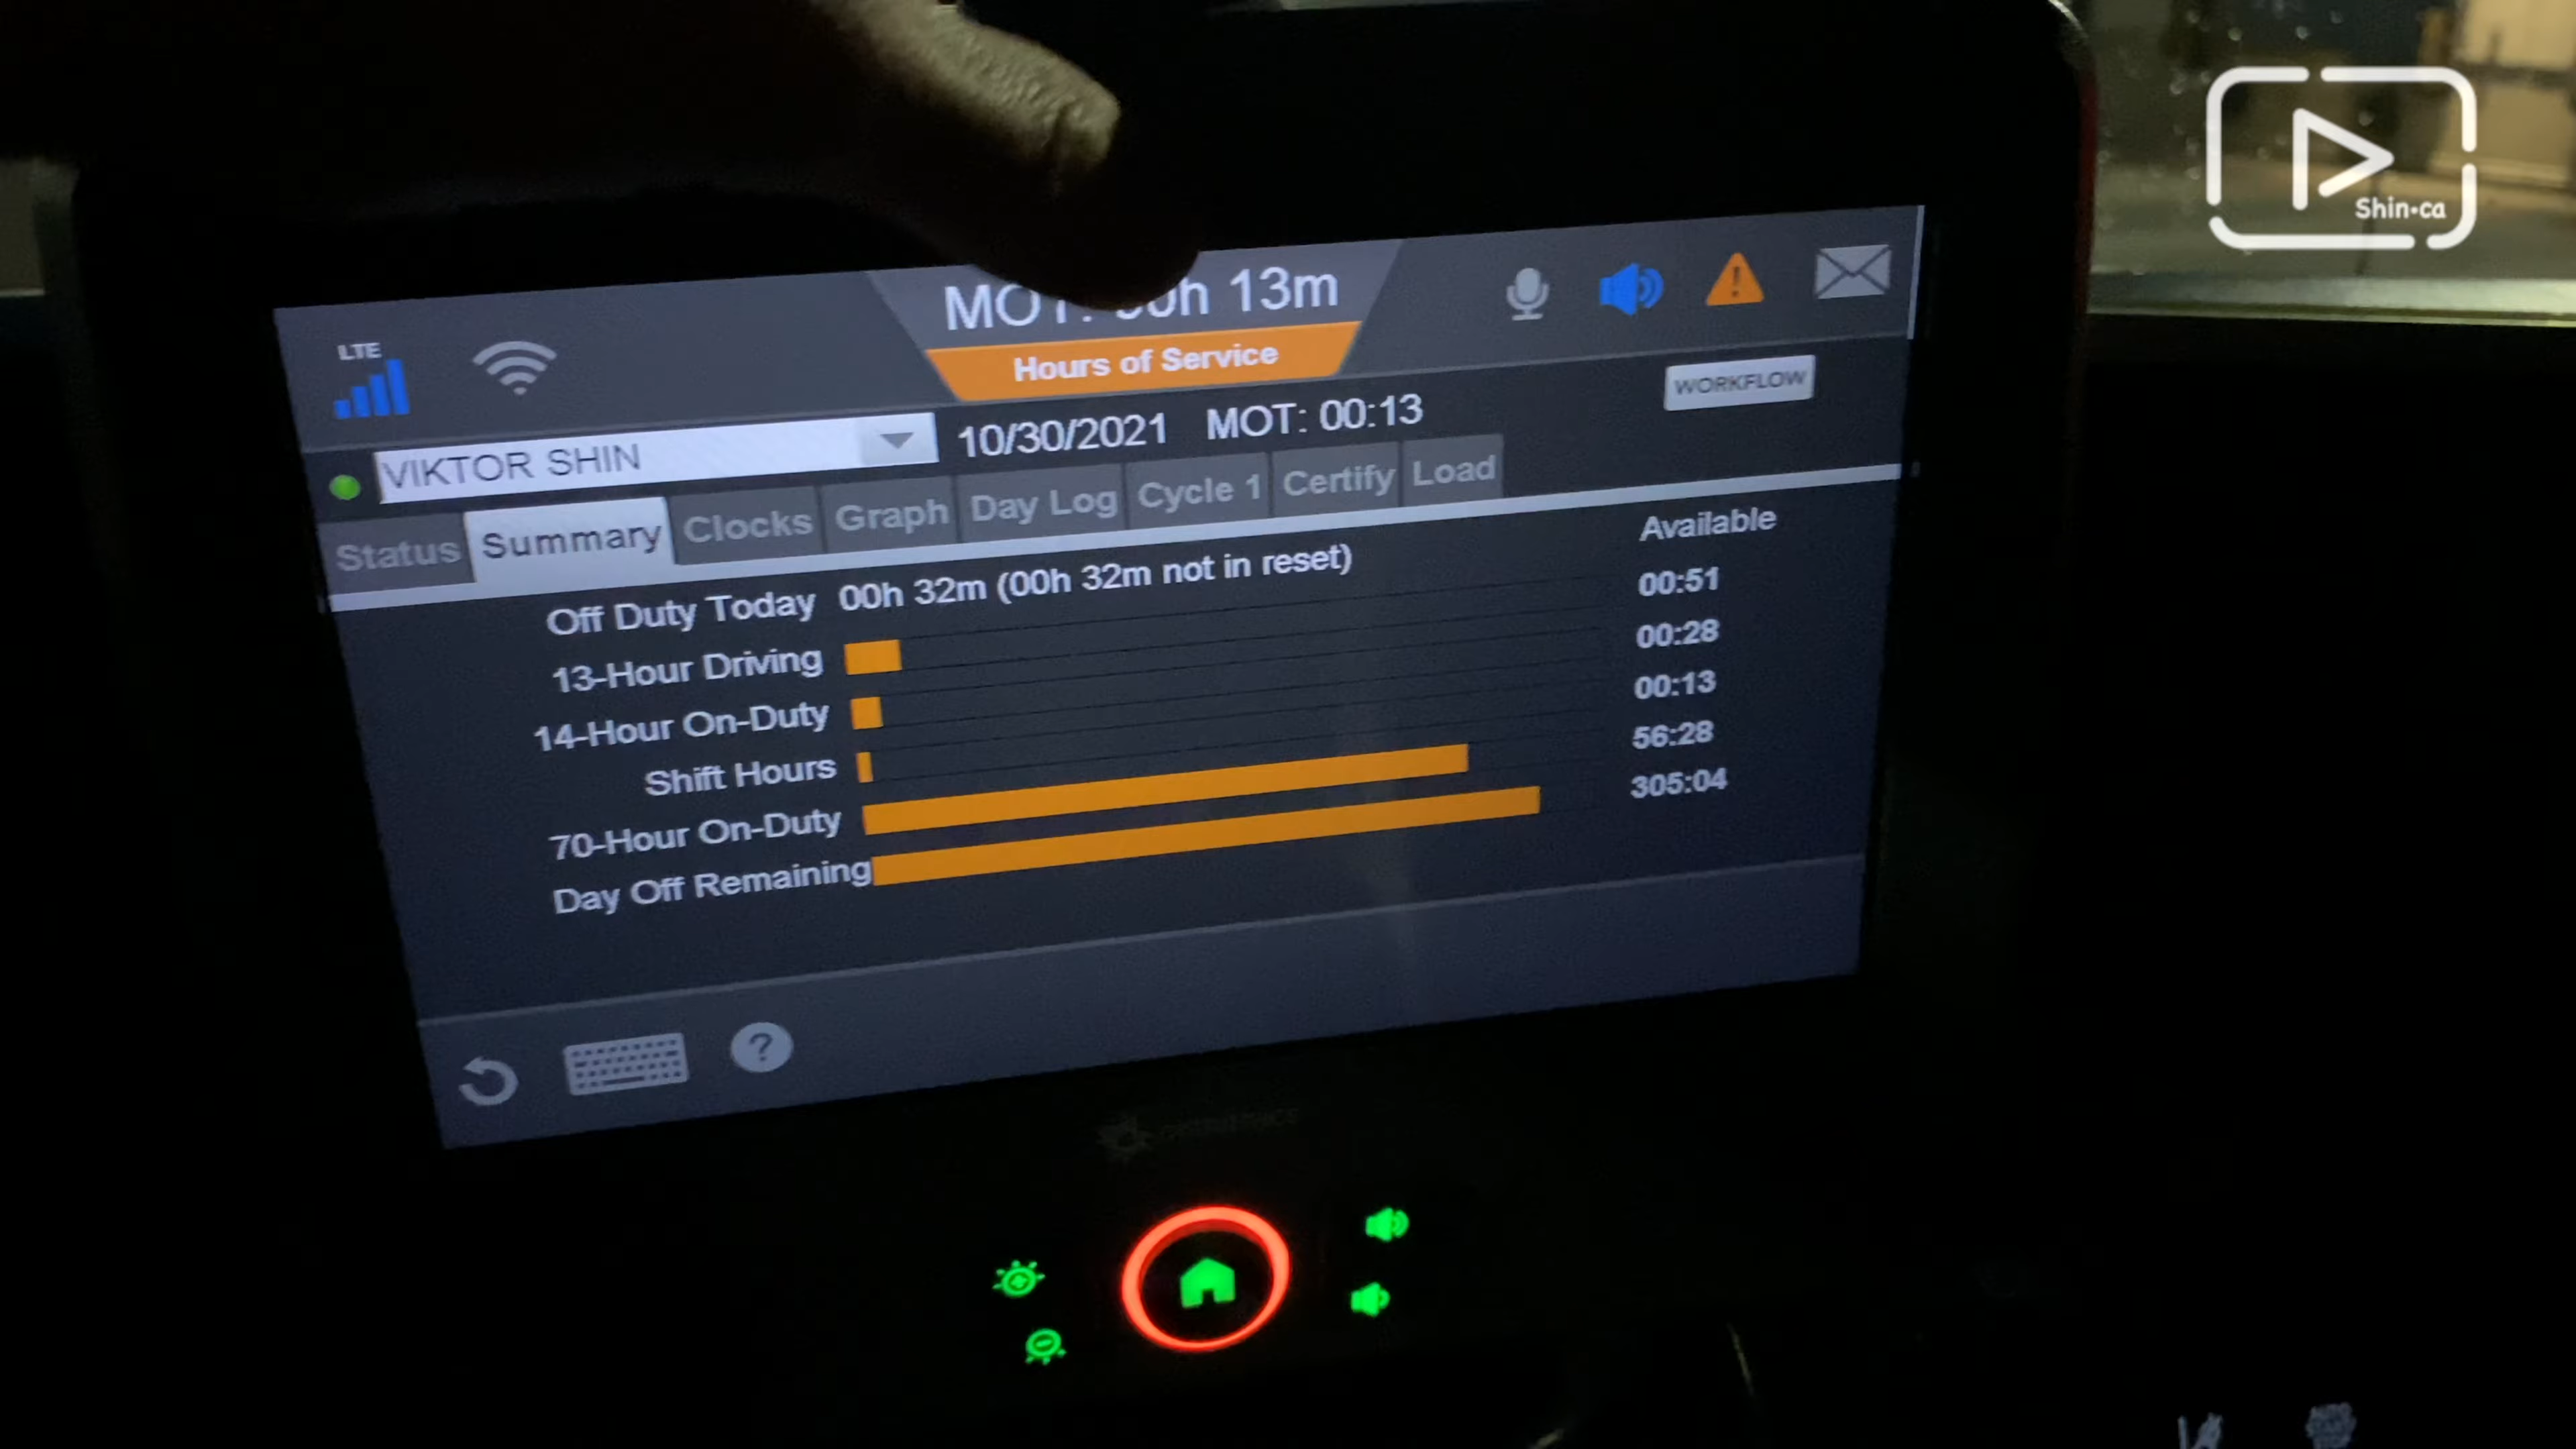 Shin·ca
MOT: 00h 13m
LTE
Hours of Service
WORKFLOW
VIKTOR SHIN
10/30/2021 MOT: 00:13
Status Summary Clocks Graph Day Log Cycle 1 Certify Load
Available
Off Duty Today 00h 32m (00h 32m not in reset)
13-Hour Driving 00:51
14-Hour On-Duty 00:28
Shift Hours 00:13
70-Hour On-Duty 56:28
Day Off Remaining 305:04